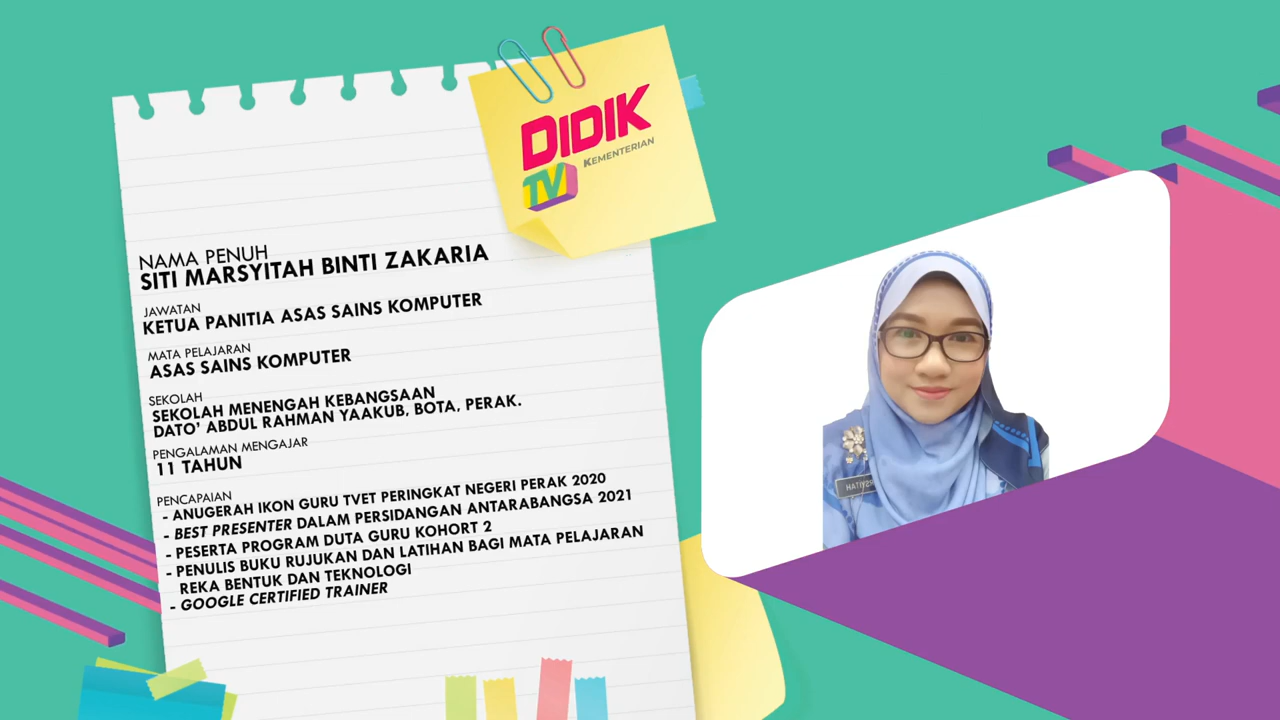 DIDIK
TV
KEMENTERIAN
NAMA PENUH
SITI MARSYITAH BINTI ZAKARIA
JAWATAN
KETUA PANITIA ASAS SAINS KOMPUTER
MATA PELAJARAN
ASAS SAINS KOMPUTER
SEKOLAH
SEKOLAH MENENGAH KEBANGSAAN
DATO' ABDUL RAHMAN YAAKUB, BOTA, PERAK.
PENGALAMAN MENGAJAR
11 TAHUN
PENCAPAIAN
- ANUGERAH IKON GURU TVET PERINGKAT NEGERI PERAK 2020
- BEST PRESENTER DALAM PERSIDANGAN ANTARABANGSA 2021
- PESERTA PROGRAM DUTA GURU KOHORT 2
- PENULIS BUKU RUJUKAN DAN LATIHAN BAGI MATA PELAJARAN
REKA BENTUK DAN TEKNOLOGI
- GOOGLE CERTIFIED TRAINER